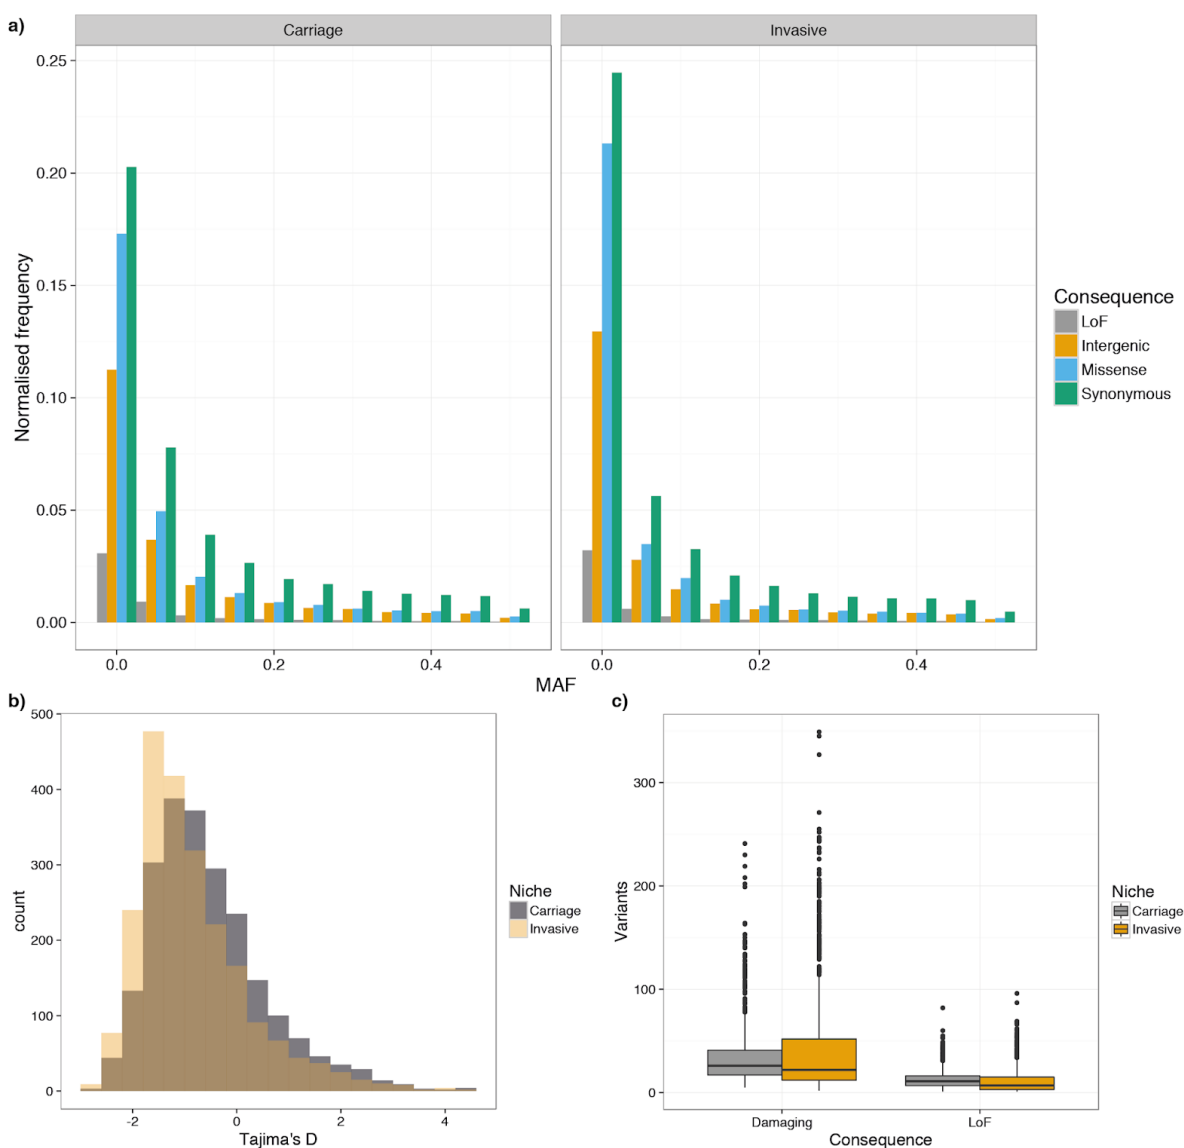 a)
Carriage
Invasive
0.25
0.20
0.15
0.10
0.05
0.00
Normalised frequency
0.0
0.2
0.4
0.0
0.2
0.4
MAF
Consequence
LoF
Intergenic
Missense
Synonymous
b)
500
400
300
200
100
0
count
-2
0
2
4
Tajima's D
Niche
Carriage
Invasive
c)
300
200
100
0
Variants
Damaging
LoF
Consequence
Niche
Carriage
Invasive